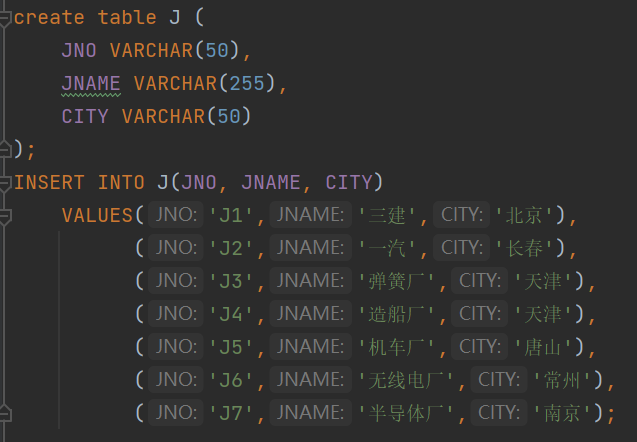 create table J (
JNO VARCHAR(50),
JNAME VARCHAR(255),
CITY VARCHAR(50)
);
INSERT INTO J(JNO, JNAME, CITY)
VALUES( JNO: 'J1', JNAME: '三建', CITY: '北京'),
( JNO: 'J2', JNAME: '一汽', CITY: '长春'),
( JNO: 'J3', JNAME: '弹簧厂', CITY: '天津'),
( JNO: 'J4', JNAME: '造船厂', CITY: '天津'),
( JNO: 'J5', JNAME: '机车厂', CITY: '唐山'),
( JNO: 'J6', JNAME: '无线电厂', CITY: '常州'),
( JNO: 'J7', JNAME: '半导体厂', CITY: '南京');